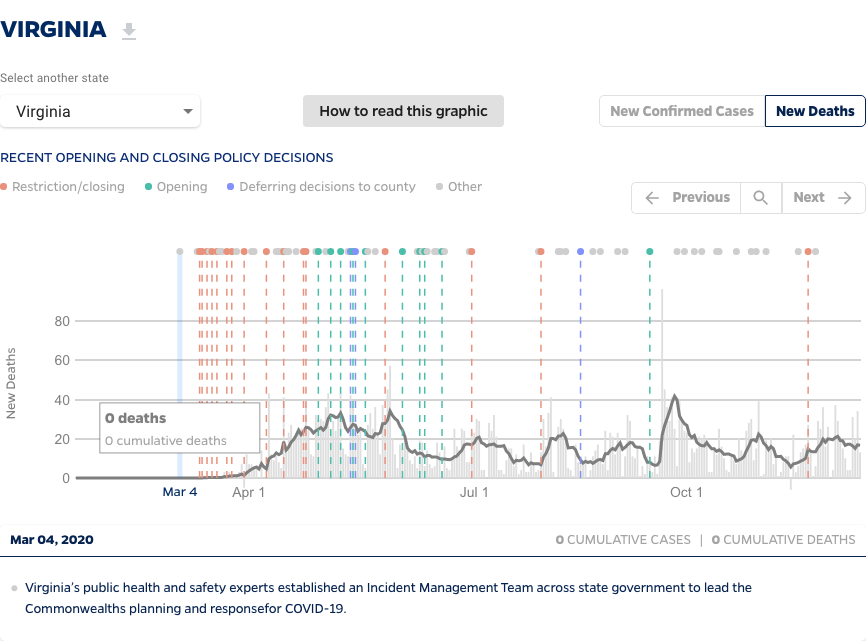 VIRGINIA
Select another state
Virginia
How to read this graphic
New Confirmed Cases
New Deaths
RECENT OPENING AND CLOSING POLICY DECISIONS
Restriction/closing
Opening
Deferring decisions to county
Other
Previous
Next
New Deaths
80
60
40
20
0
0 deaths
0 cumulative deaths
Mar 4
Apr 1
Jul 1
Oct 1
Mar 04, 2020
0 CUMULATIVE CASES | 0 CUMULATIVE DEATHS
Virginia's public health and safety experts established an Incident Management Team across state government to lead the
Commonwealths planning and responsefor COVID-19.